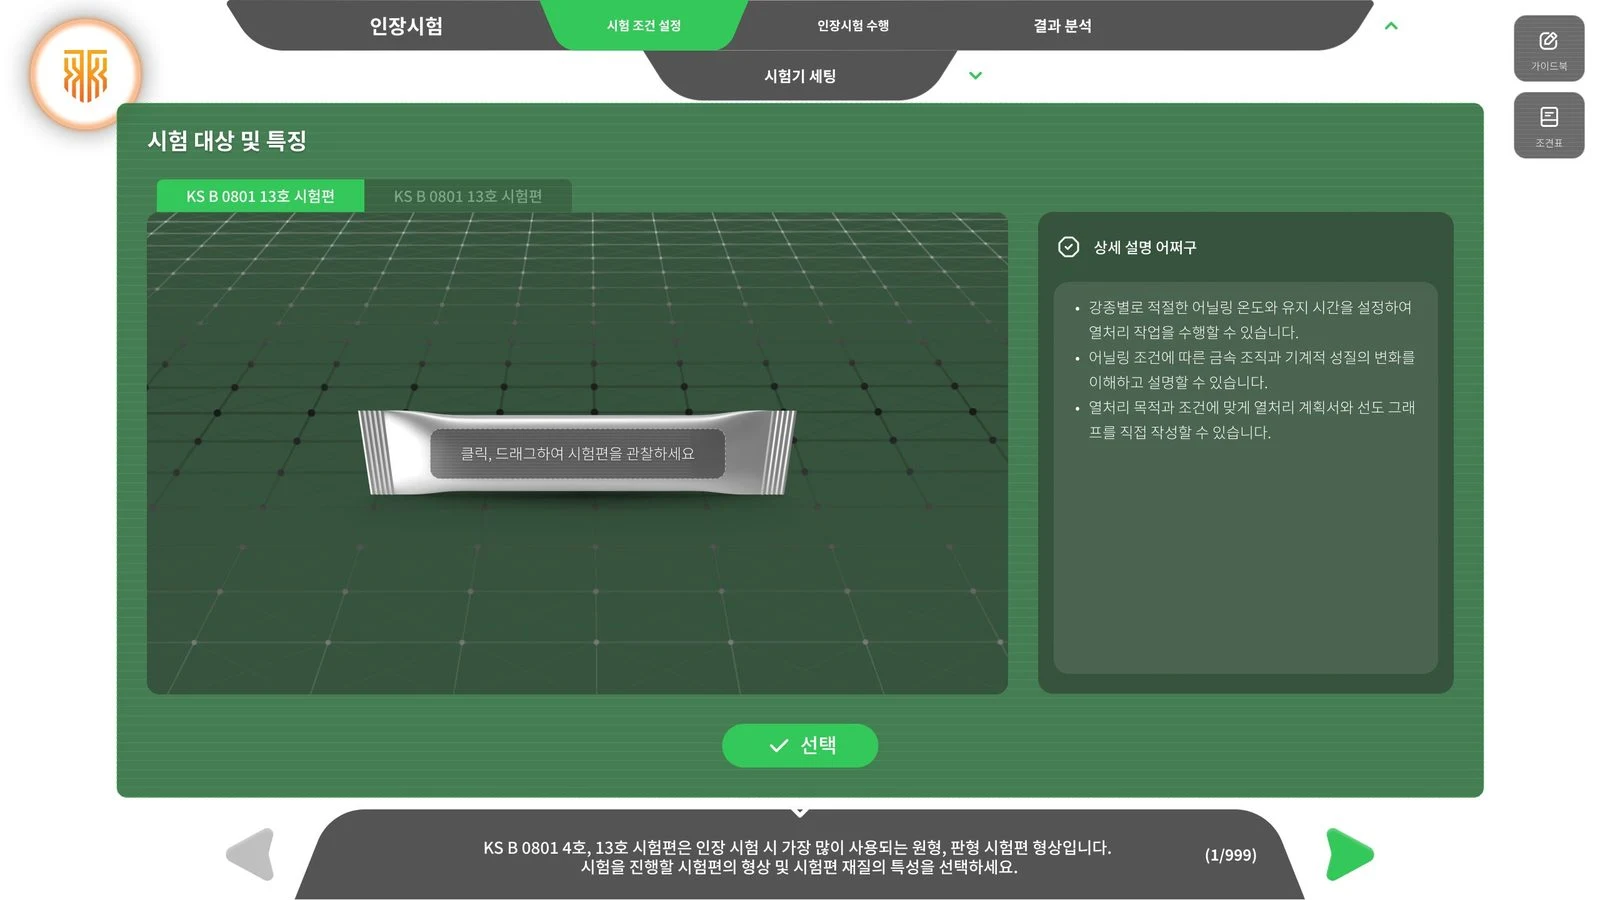 인장시험
시험 조건 설정
인장시험 수행
결과 분석
시험기 세팅
가이드북
조건표
시험 대상 및 특징
KS B 0801 13호 시험편
KS B 0801 13호 시험편
클릭, 드래그하여 시험편을 관찰하세요
상세 설명 어쩌구
• 강종별로 적절한 어닐링 온도와 유지 시간을 설정하여
열처리 작업을 수행할 수 있습니다.
• 어닐링 조건에 따른 금속 조직과 기계적 성질의 변화를
이해하고 설명할 수 있습니다.
• 열처리 목적과 조건에 맞게 열처리 계획서와 선도 그래
프를 직접 작성할 수 있습니다.
선택
KS B 0801 4호, 13호 시험편은 인장 시험 시 가장 많이 사용되는 원형, 판형 시험편 형상입니다.
시험을 진행할 시험편의 형상 및 시험편 재질의 특성을 선택하세요.
(1/999)